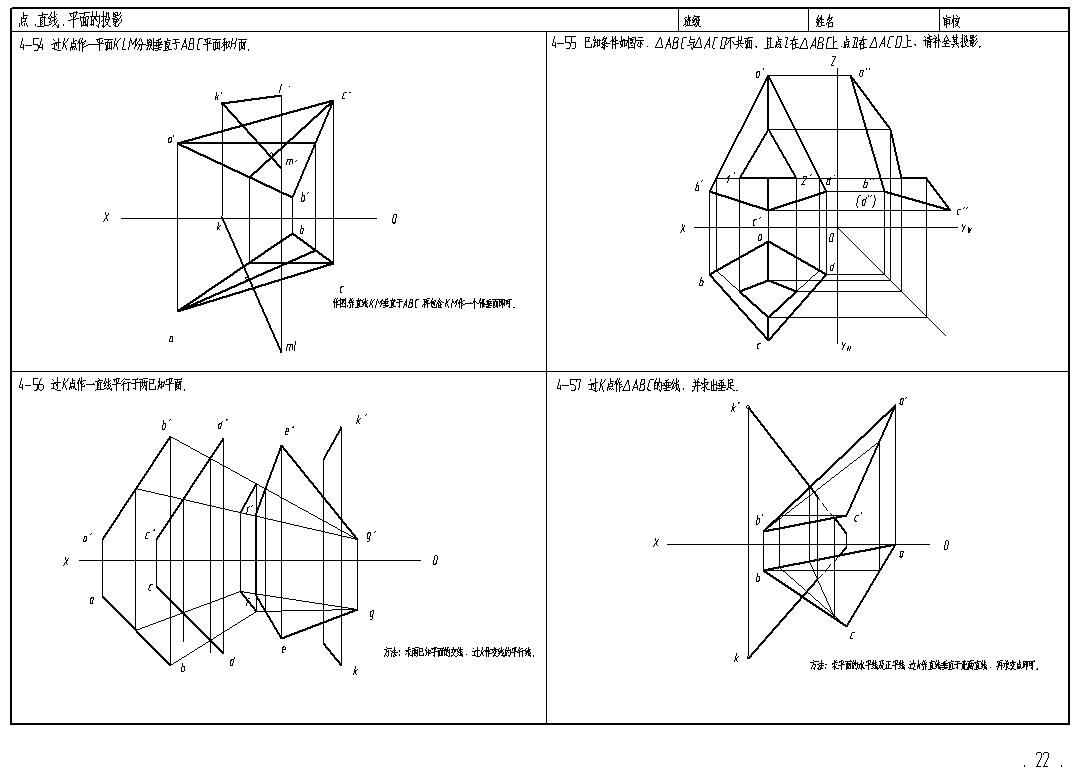 点 .直线 .平面的投影
班级
姓名
审核
4-54 过K点作一平面KLM分别垂直于ABC平面和H面。
k'
l'
c'
a'
m'
b'
X
k
b
O
c
作图:作直线KM垂直于ABC.再包含KM作一个铅垂面即可。
a
ml
4-55 已知条件如图示, △ABC与△ACD不共面, 且点I在△ABC上.点II在△ACD上, 请补全其投影。
Z
a'
a''
b'
1'
2'
d'
b''
(d'')
c'
c''
X
a
O
YW
b
d
c
YH
4-56 过K点作一直线平行于两已知平面。
b'
d'
e'
k'
a'
c'
f'
g'
X
O
a
c
f
g
b
d
e
k
方法: 求两已知平面的交线. 过K作交线的平行线。
4-57 过K点作△ABC的垂线, 并求出垂足。
k'
a'
b'
c'
X
O
b
a
c
k
方法: 求平面的水平线及正平线.过K作直线垂直于此两直线. 再求交点即可。
. 22 .